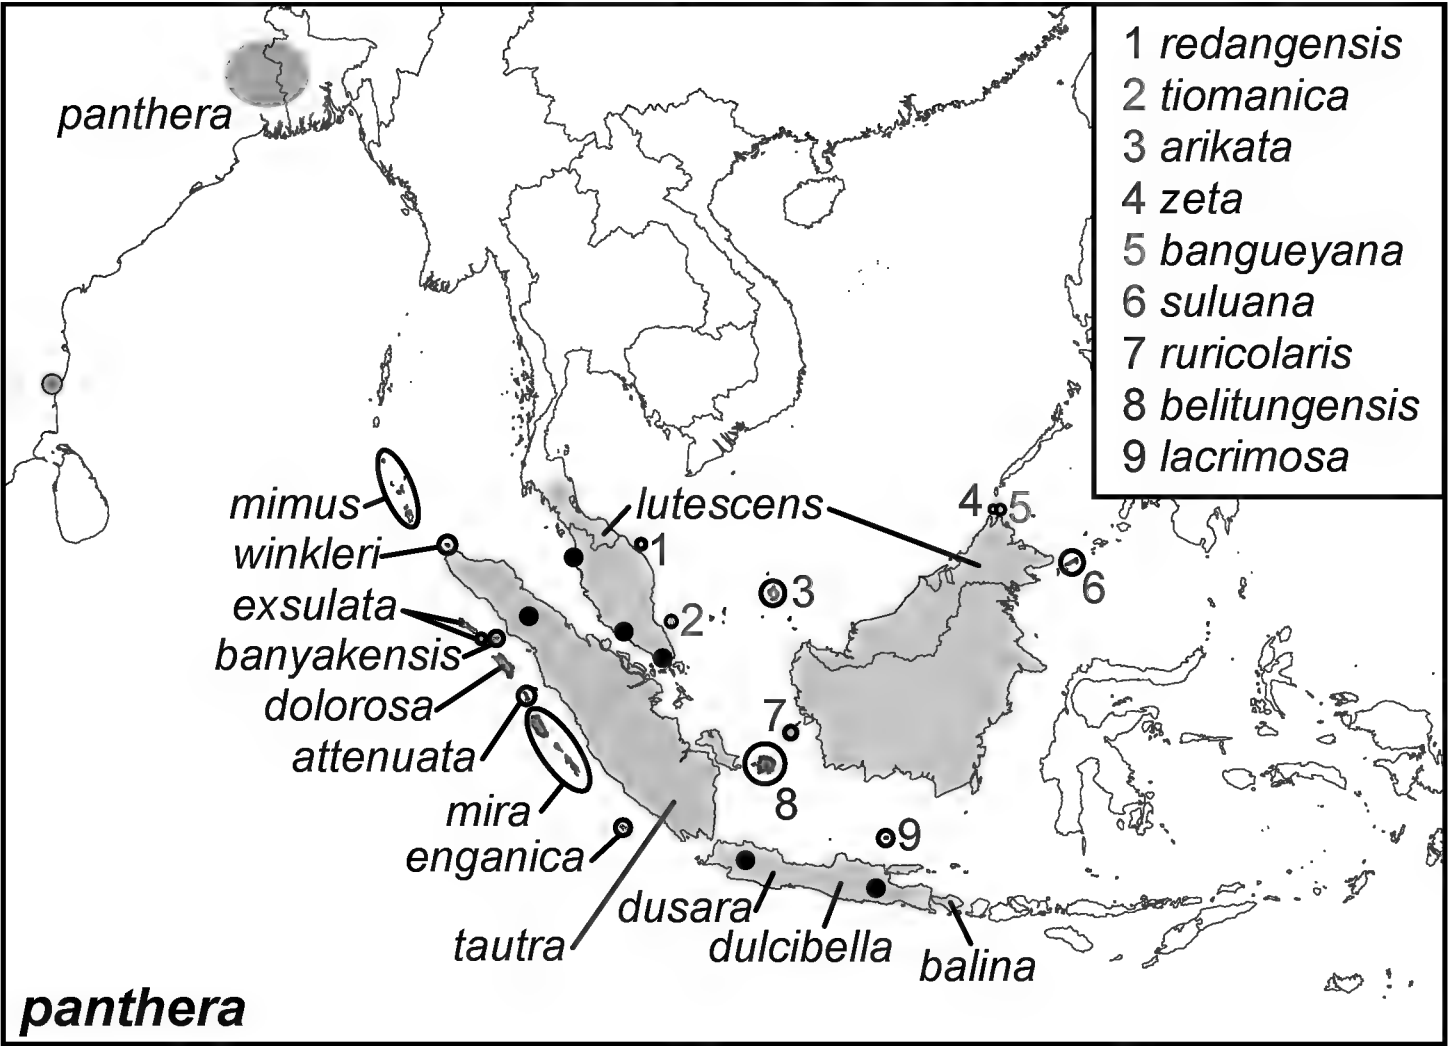 1 redangensis
2 tiomanica
3 arikata
4 zeta
5 bangueyana
6 suluana
7 ruricolaris
8 belitungensis
9 lacrimosa
panthera
mimus
lutescens
4 5
winkleri
1
6
exsulata
3
2
banyakensis
dolorosa
7
attenuata
8
mira
9
enganica
dusara
tautra
dulcibella
balina
panthera